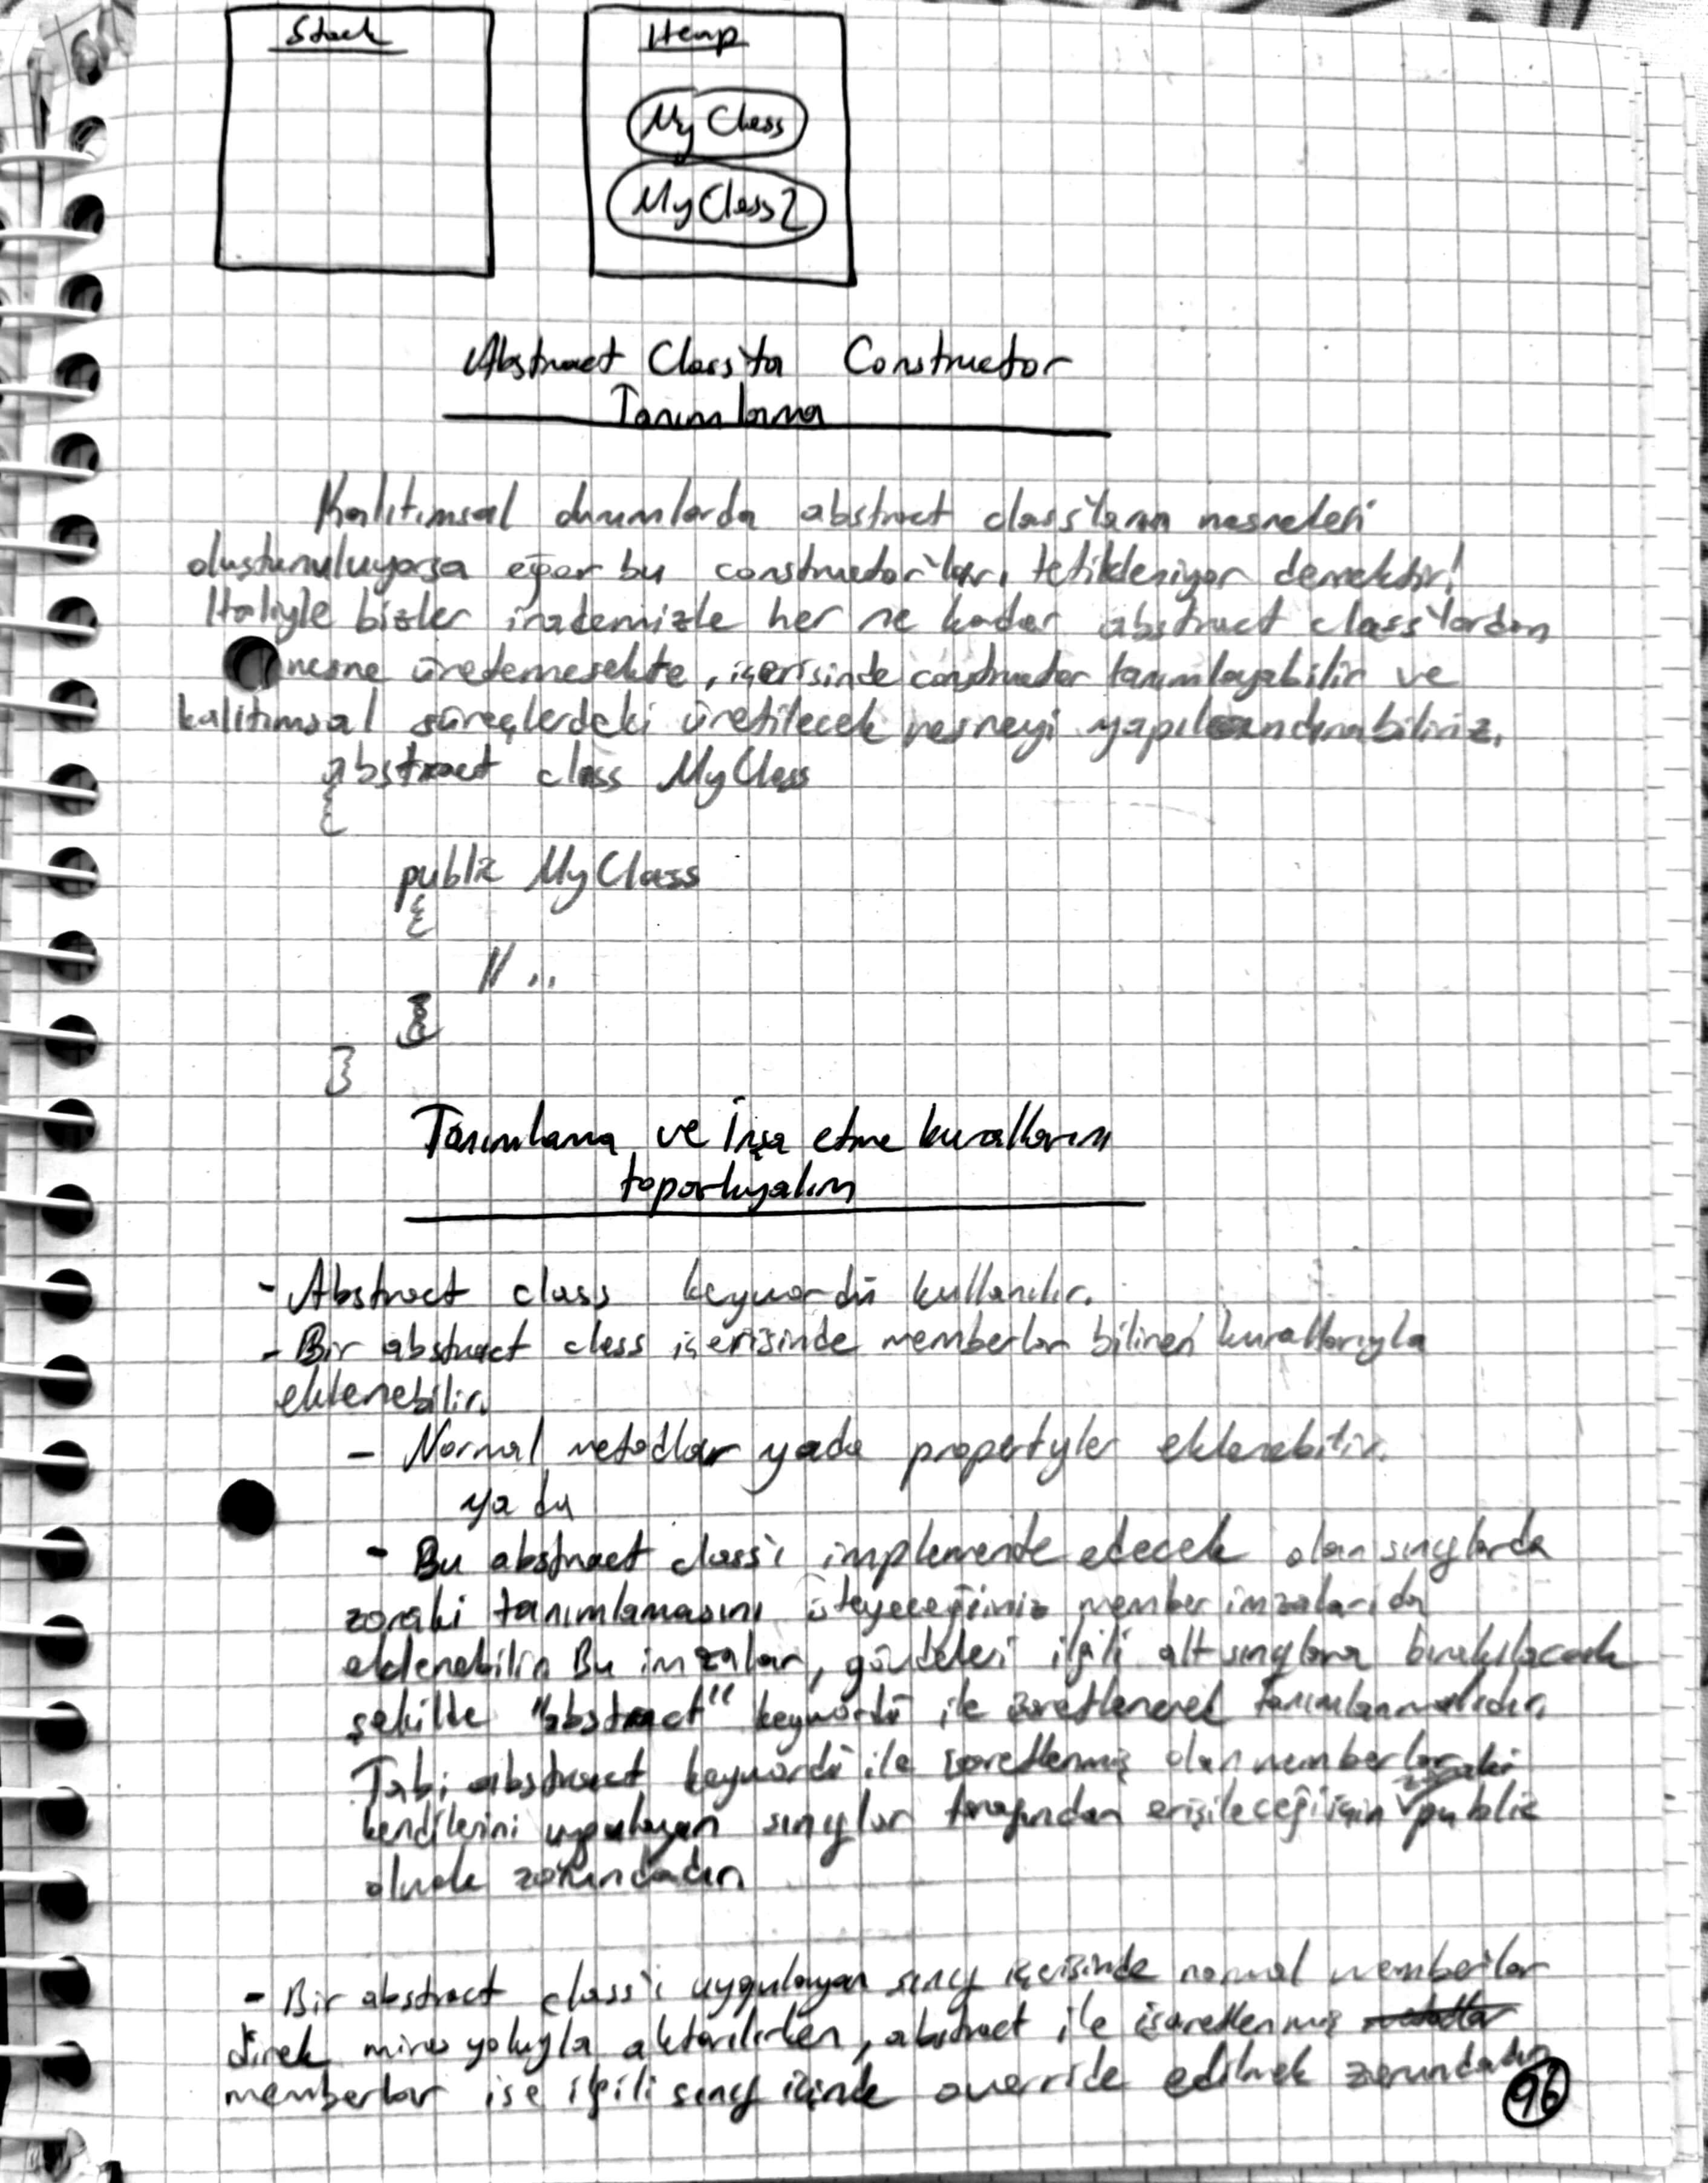 Stack
Heap
MyClass
MyClass2
Abstract Class'ta Constructor
Tanımlama
Kalıtımsal durumlarda abstract class'ların nesneleri
oluşturuluyorsa eğer bu constructor'ları tetikleniyor demektir!
Haliyle bizler irademizle her ne kadar abstract class'lardan
nesne üretemesekte, içerisinde constructor tanımlayabilir ve
kalıtımsal süreçlerdeki üretilecek nesneyi yapılandırabiliriz.
abstract class MyClass
{
public MyClass
{
// ..
}
}
Tanımlama ve İnşa etme kurallarını
toparlıyalım
- Abstract class keywordü kullanılır.
- Bir abstract class içerisinde memberlar bilinen kurallarıyla
eklenebilir.
- Normal metodlar yada propertyler eklenebilir.
ya da
- Bu abstract class'ı implemente edecek olan sınıflarda
zoraki tanımlamasını isteyeceğimiz member imzaları da
eklenebilir. Bu imzalar, gövdeleri ilgili alt sınıflara bırakılacak
şekilde "abstract" keywordü ile işaretlenerek tanımlanmalıdır.
Tabi abstract keywordü ile işaretlenmiş olan memberlar
kendilerini uygulayan sınıflar tarafından erişileceği için zoraki public
olmak zorundadır.
- Bir abstract class'ı uygulayan sınıf içerisinde normal memberlar
direk miras yoluyla aktarılırken, abstract ile işaretlenmiş
memberlar ise ilgili sınıf içinde override edilmek zorundadır.
96